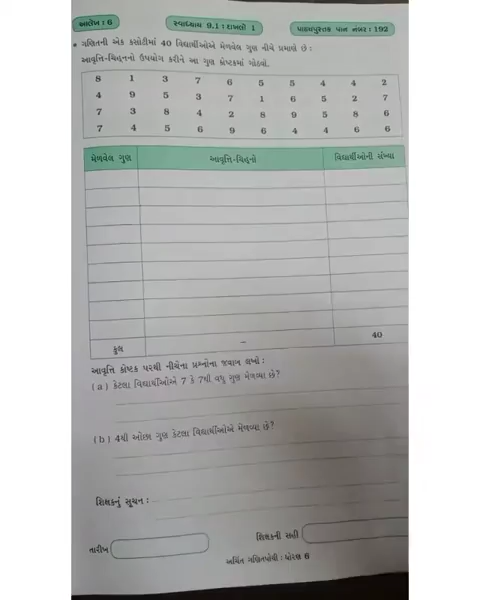 આલેખ : 6
સ્વાધ્યાય 9.1 : દાખલો 1
પાઠ્યપુસ્તક પાન નંબર : 192
• ગણિતની એક કસોટીમાં 40 વિદ્યાર્થીઓએ મેળવેલ ગુણ નીચે પ્રમાણે છે :
આવૃત્તિ-ચિહ્નનો ઉપયોગ કરીને આ ગુણ કોષ્ટકમાં ગોઠવો.
8 1 3 7 6 5 5 4 4 2
4 9 5 3 7 1 6 5 2 7
7 3 8 4 2 8 9 5 8 6
7 4 5 6 9 6 4 4 6 6
મેળવેલ ગુણ આવૃત્તિ-ચિહ્નો વિદ્યાર્થીઓની સંખ્યા
કુલ – 40
આવૃત્તિ કોષ્ટક પરથી નીચેના પ્રશ્નોના જવાબ લખો :
(a) કેટલા વિદ્યાર્થીઓએ 7 કે 7થી વધુ ગુણ મેળવ્યા છે?
(b) 4થી ઓછા ગુણ કેટલા વિદ્યાર્થીઓએ મેળવ્યા છે?
શિક્ષકનું સૂચન :
તારીખ
શિક્ષકની સહી
અર્ચિત ગણિતપોથી : ધોરણ 6